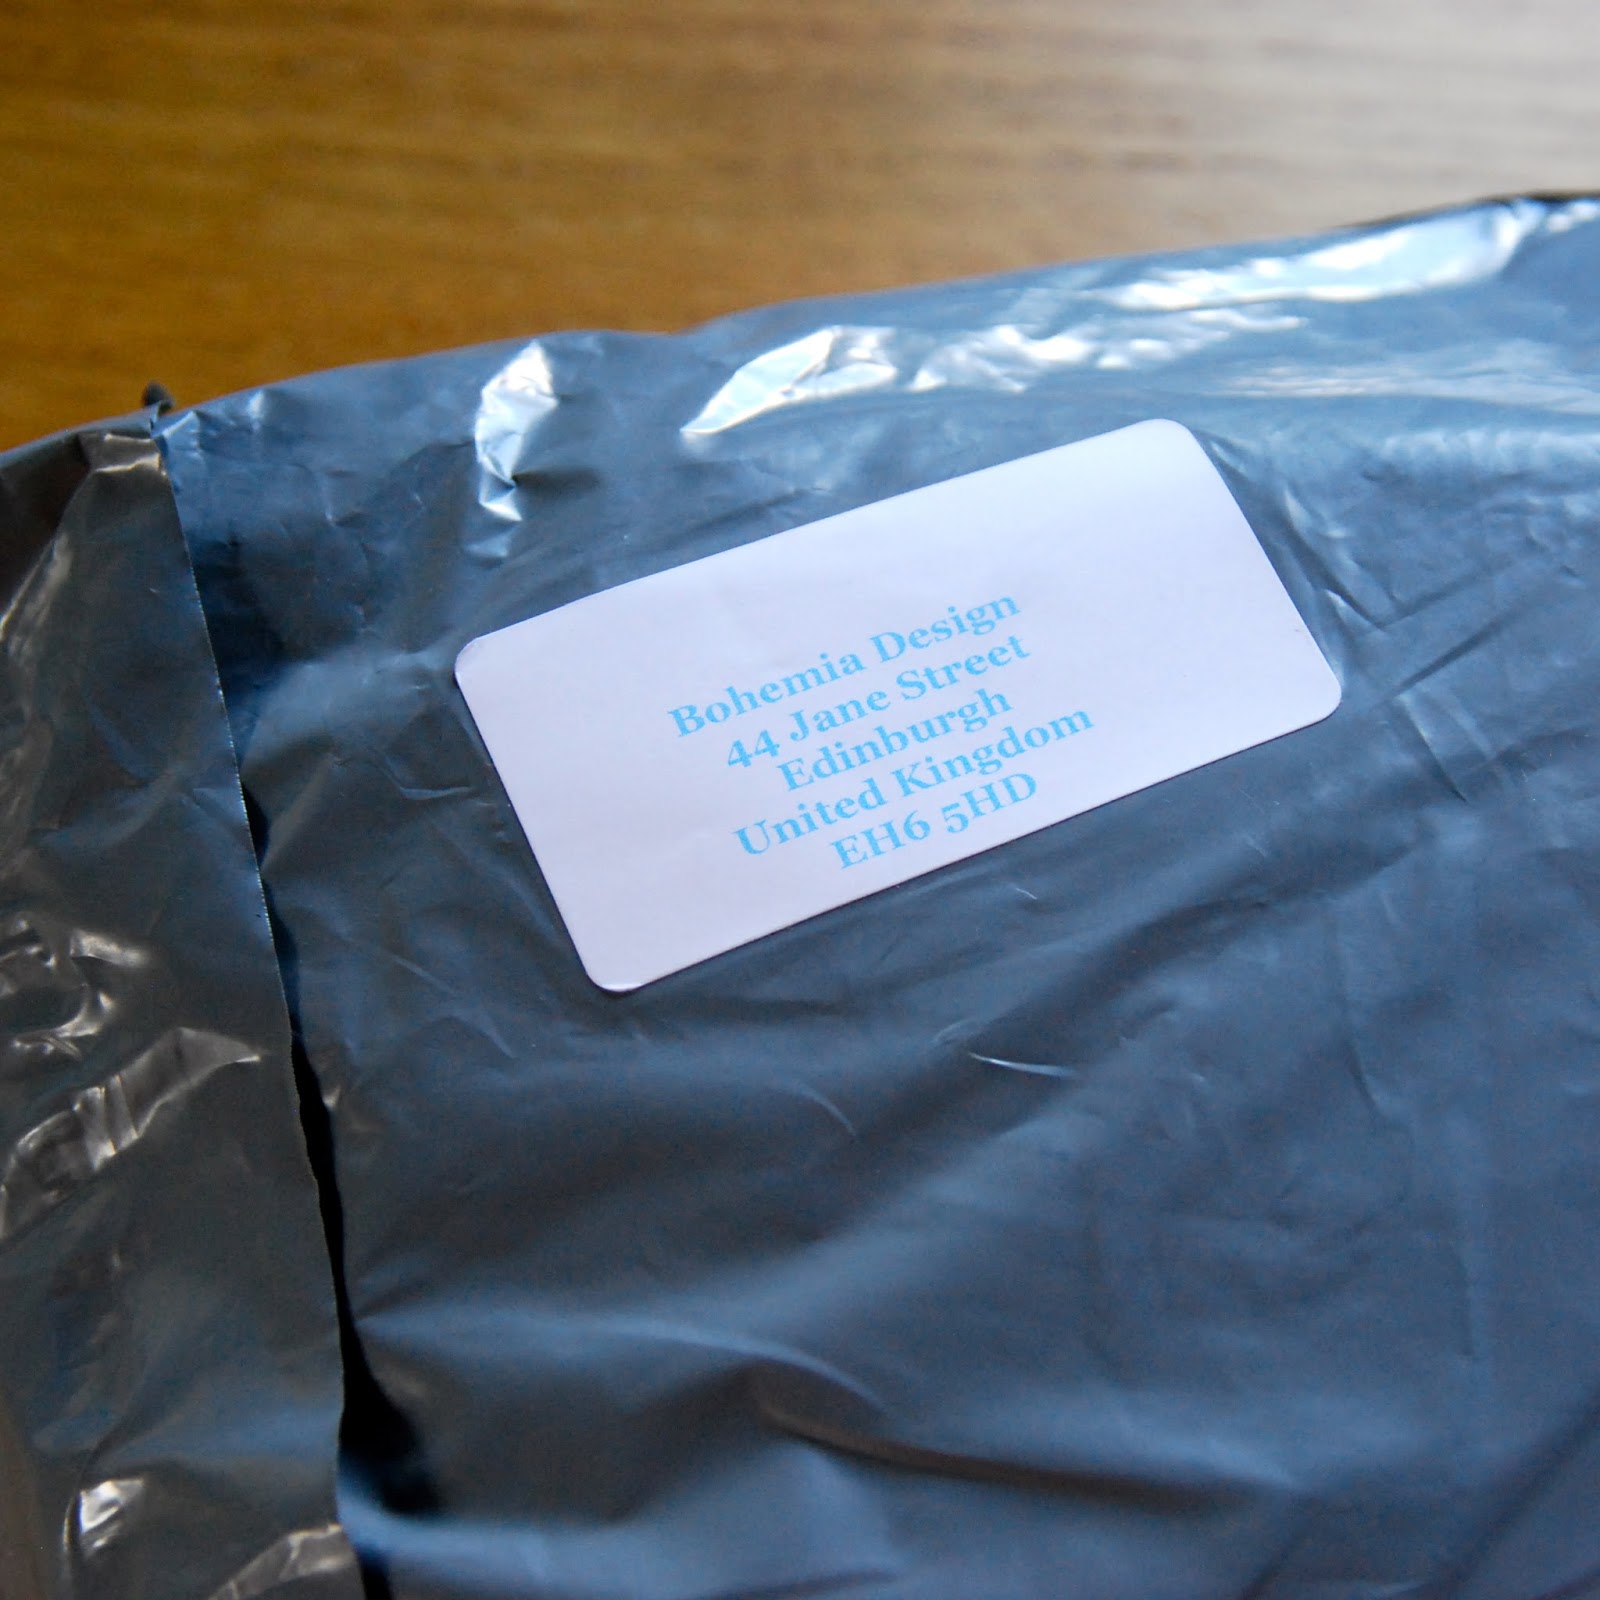 Bohemia Design
44 Jane Street
Edinburgh
United Kingdom
EH6 5HD